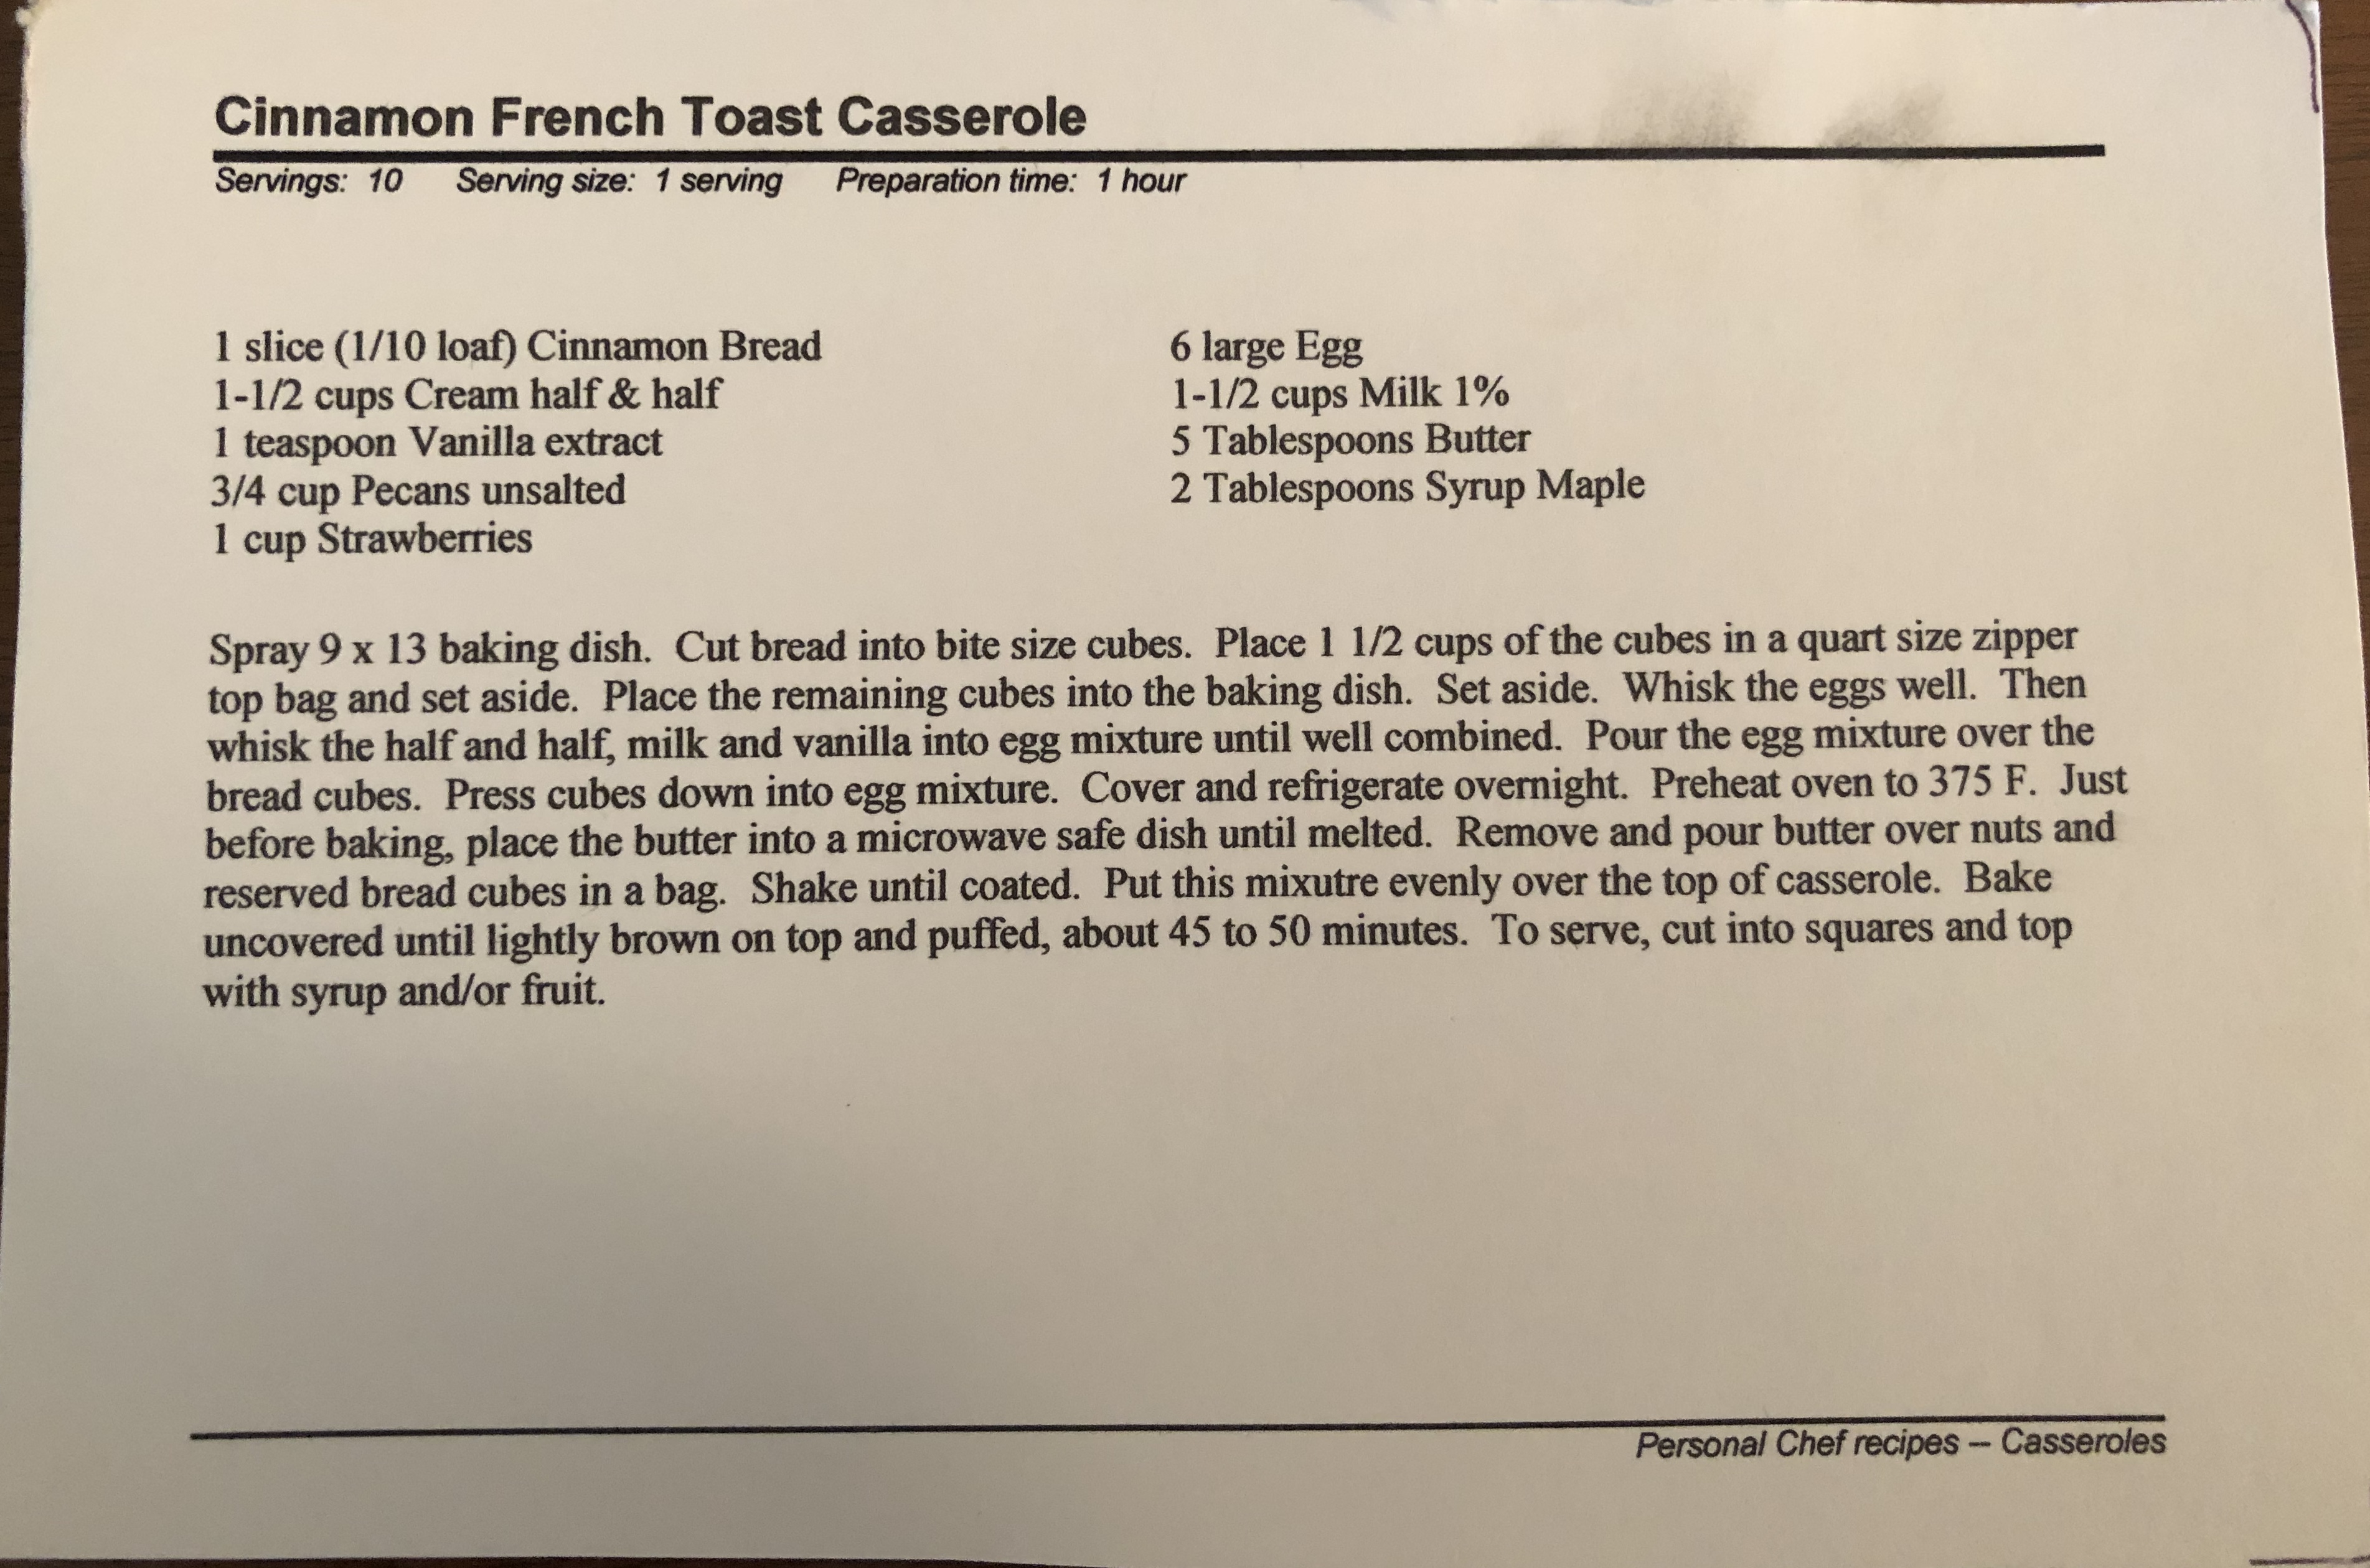 Cinnamon French Toast Casserole
Servings: 10 Serving size: 1 serving Preparation time: 1 hour
1 slice (1/10 loaf) Cinnamon Bread
1-1/2 cups Cream half & half
1 teaspoon Vanilla extract
3/4 cup Pecans unsalted
1 cup Strawberries
6 large Egg
1-1/2 cups Milk 1%
5 Tablespoons Butter
2 Tablespoons Syrup Maple
Spray 9 x 13 baking dish. Cut bread into bite size cubes. Place 1 1/2 cups of the cubes in a quart size zipper
top bag and set aside. Place the remaining cubes into the baking dish. Set aside. Whisk the eggs well. Then
whisk the half and half, milk and vanilla into egg mixture until well combined. Pour the egg mixture over the
bread cubes. Press cubes down into egg mixture. Cover and refrigerate overnight. Preheat oven to 375 F. Just
before baking, place the butter into a microwave safe dish until melted. Remove and pour butter over nuts and
reserved bread cubes in a bag. Shake until coated. Put this mixutre evenly over the top of casserole. Bake
uncovered until lightly brown on top and puffed, about 45 to 50 minutes. To serve, cut into squares and top
with syrup and/or fruit.
Personal Chef recipes -- Casseroles